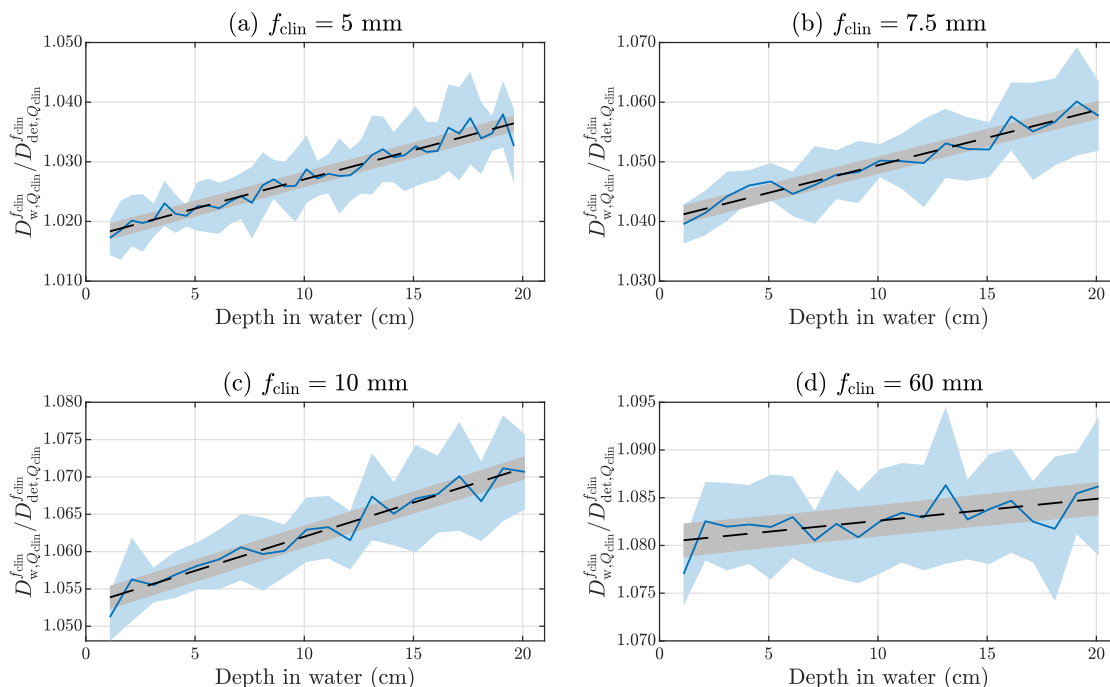 (a) f_clin = 5 mm
D^{f_clin}_{w,Q_clin} / D^{f_clin}_{det,Q_clin}
1.050
1.040
1.030
1.020
1.010
0 5 10 15 20
Depth in water (cm)
(b) f_clin = 7.5 mm
D^{f_clin}_{w,Q_clin} / D^{f_clin}_{det,Q_clin}
1.070
1.060
1.050
1.040
1.030
0 5 10 15 20
Depth in water (cm)
(c) f_clin = 10 mm
D^{f_clin}_{w,Q_clin} / D^{f_clin}_{det,Q_clin}
1.080
1.075
1.070
1.065
1.060
1.055
1.050
0 5 10 15 20
Depth in water (cm)
(d) f_clin = 60 mm
D^{f_clin}_{w,Q_clin} / D^{f_clin}_{det,Q_clin}
1.095
1.090
1.085
1.080
1.075
1.070
0 5 10 15 20
Depth in water (cm)